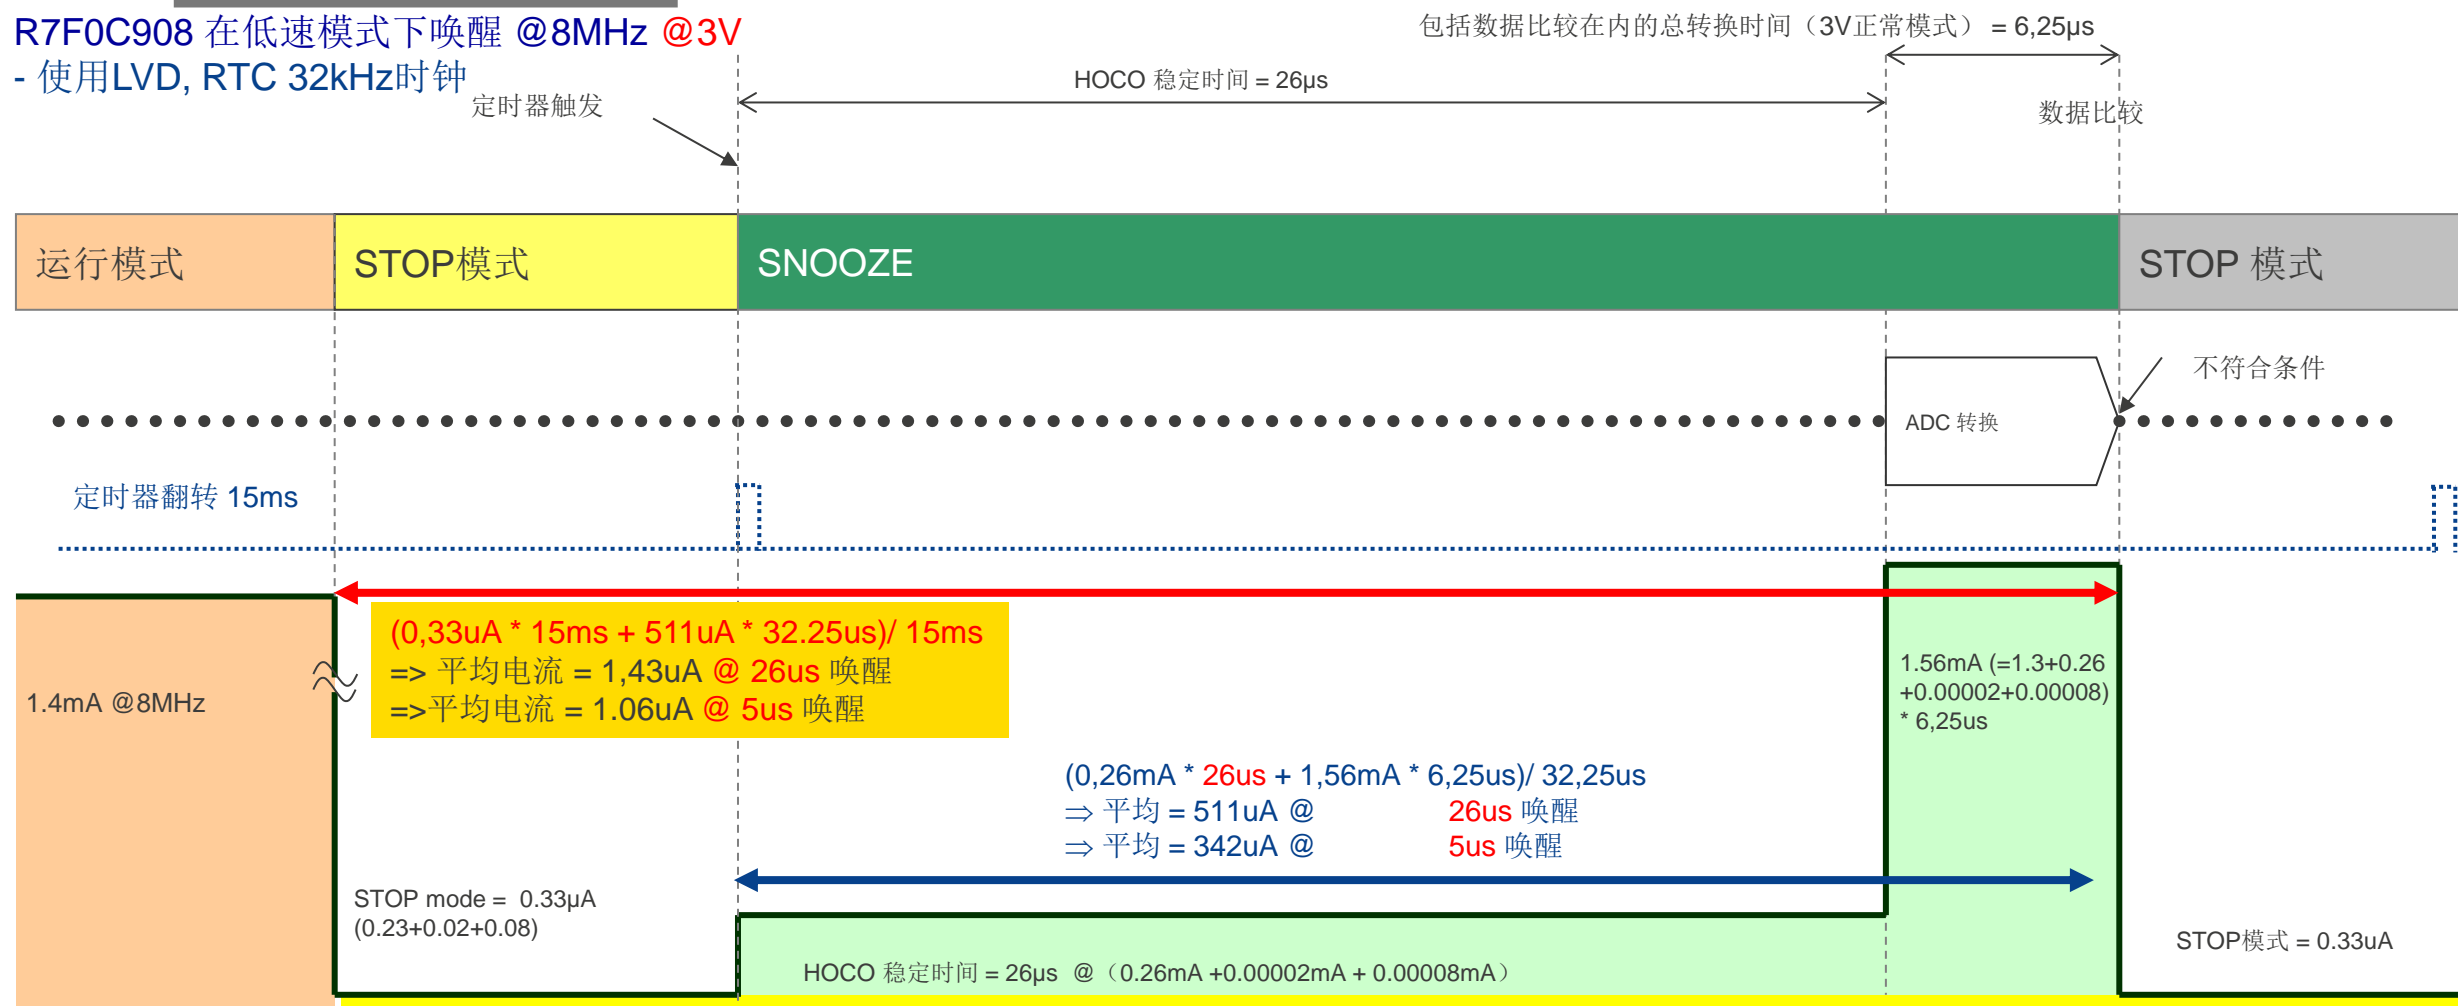 R7F0C908 在低速模式下唤醒 @8MHz @3V
- 使用LVD, RTC 32kHz时钟
包括数据比较在内的总转换时间（3V正常模式） = 6,25µs
HOCO 稳定时间 = 26µs
定时器触发
数据比较
运行模式
STOP模式
SNOOZE
STOP 模式
不符合条件
ADC 转换
定时器翻转 15ms
(0,33uA * 15ms + 511uA * 32.25us)/ 15ms
=> 平均电流 = 1,43uA @ 26us 唤醒
=>平均电流 = 1.06uA @ 5us 唤醒
1.4mA @8MHz
1.56mA (=1.3+0.26
+0.00002+0.00008)
* 6,25us
(0,26mA * 26us + 1,56mA * 6,25us)/ 32,25us
⇒ 平均 = 511uA @ 26us 唤醒
⇒ 平均 = 342uA @ 5us 唤醒
STOP mode = 0.33µA
(0.23+0.02+0.08)
STOP模式 = 0.33uA
HOCO 稳定时间 = 26µs @（0.26mA +0.00002mA + 0.00008mA）